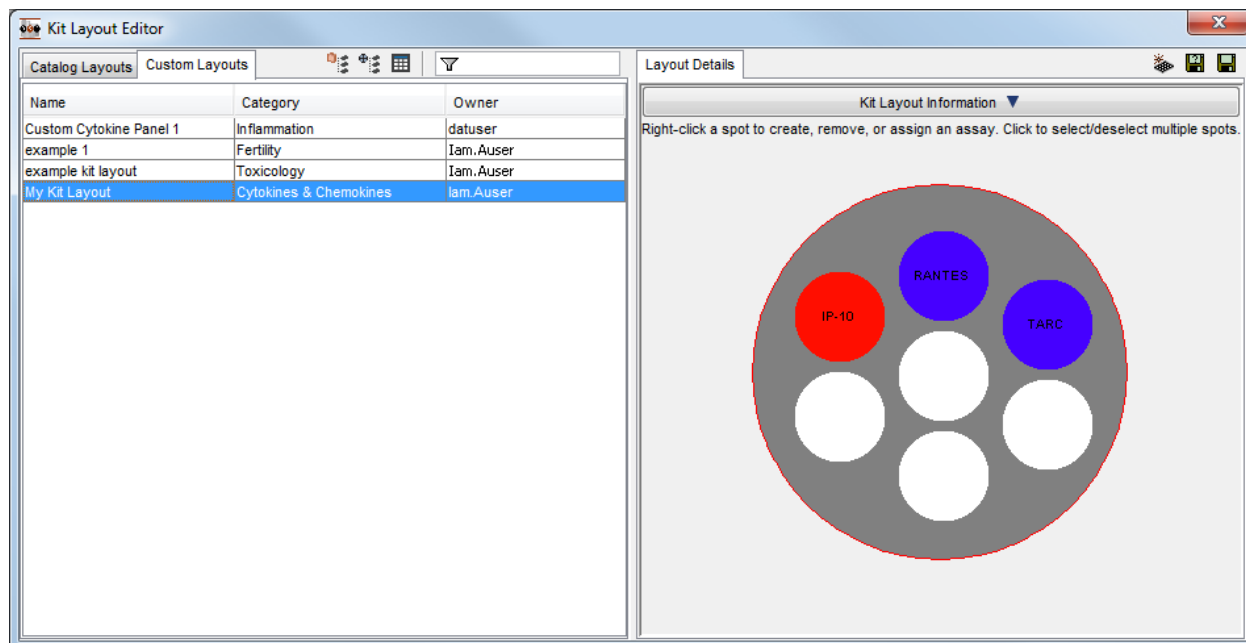 Kit Layout Editor
Catalog Layouts Custom Layouts
Layout Details
Name Category Owner
Custom Cytokine Panel 1 Inflammation datuser
example 1 Fertility Iam.Auser
example kit layout Toxicology Iam.Auser
My Kit Layout Cytokines & Chemokines Iam.Auser
Kit Layout Information
Right-click a spot to create, remove, or assign an assay. Click to select/deselect multiple spots.
RANTES
IP-10
TARC